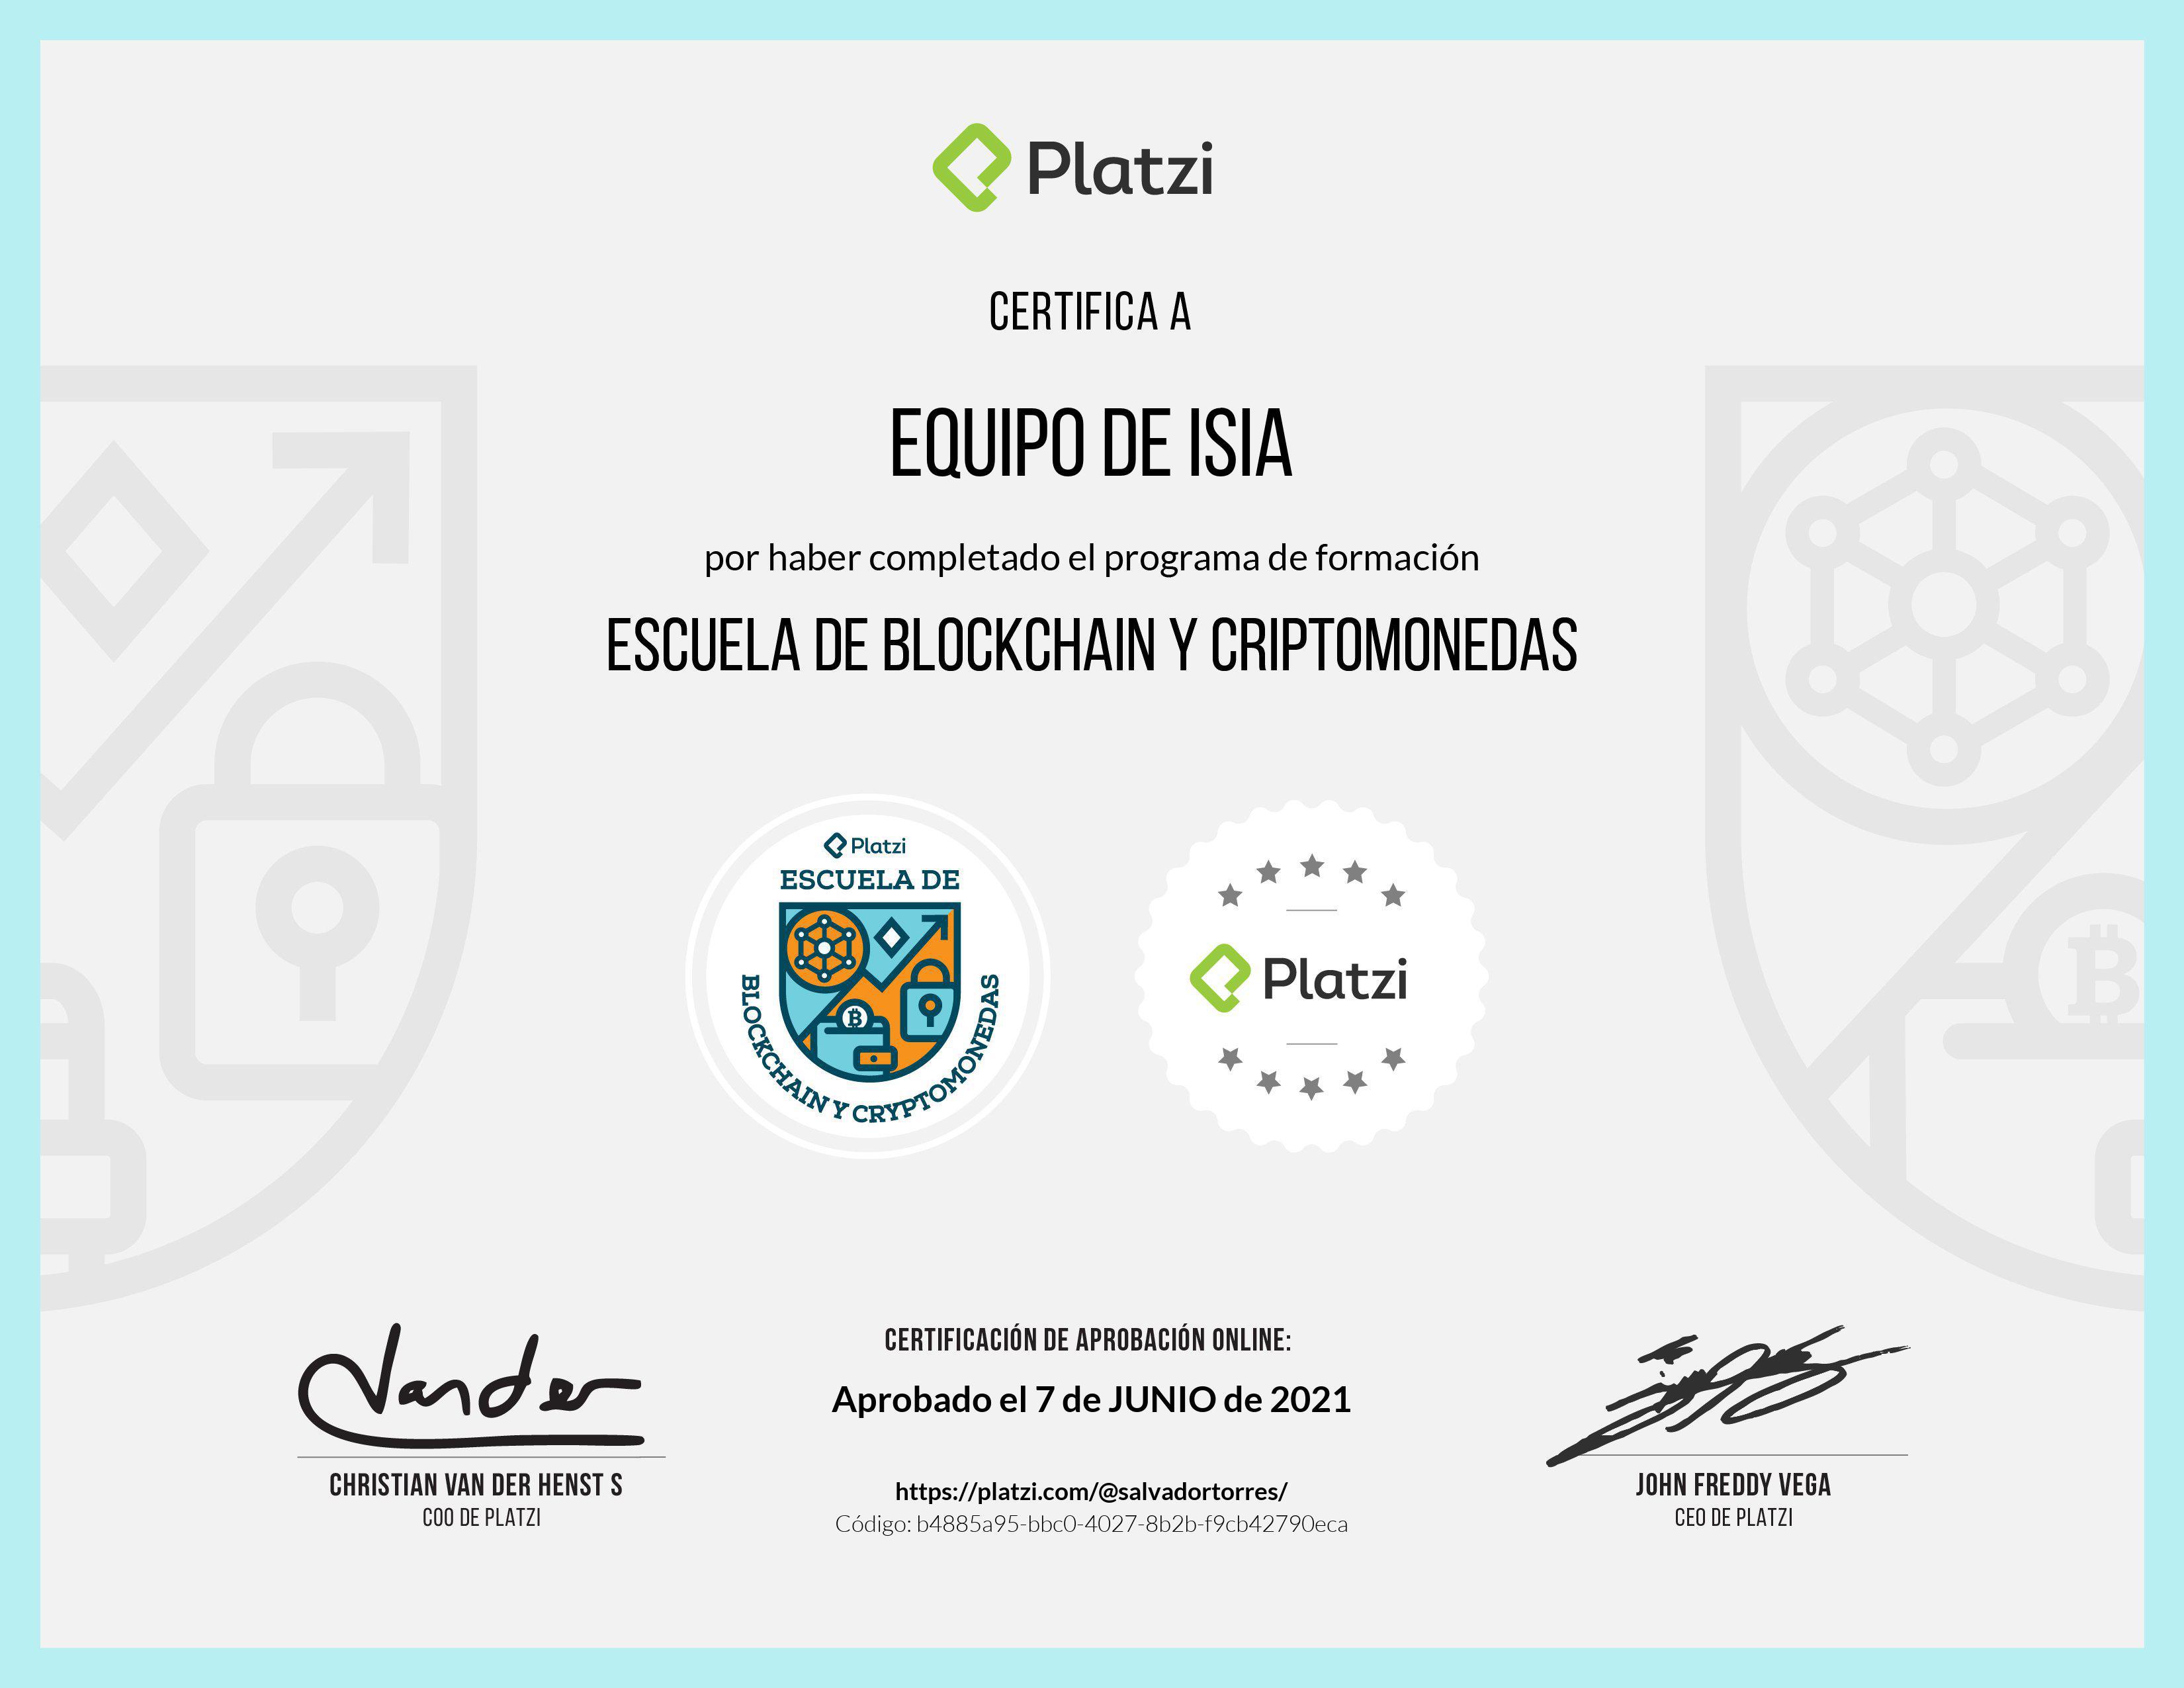 Platzi
CERTIFICA A
EQUIPO DE ISIA
por haber completado el programa de formación
ESCUELA DE BLOCKCHAIN Y CRIPTOMONEDAS
Platzi
ESCUELA DE
BLOCKCHAIN Y CRYPTOMONEDAS
Platzi
Vander
CHRISTIAN VAN DER HENST S
COO DE PLATZI
CERTIFICACIÓN DE APROBACIÓN ONLINE:
Aprobado el 7 de JUNIO de 2021
https://platzi.com/@salvadortorres/
Código: b4885a95-bbc0-4027-8b2b-f9cb42790eca
JOHN FREDDY VEGA
CEO DE PLATZI